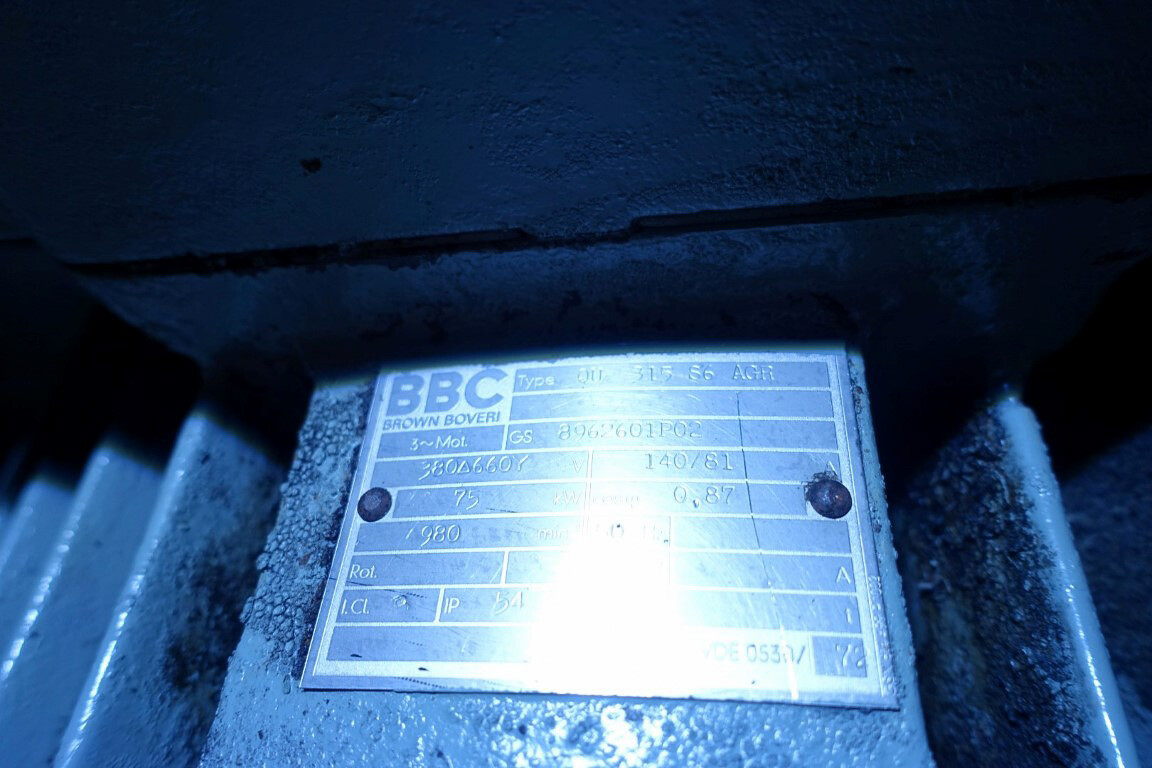 BBC
BROWN BOVERI
Type QU 315 S6 AGH
3~Mot. GS 8962601P02
380Δ660Y V 140/81 A
75 kW 0,87
980
Rot. A
I.Cl. IP 54
VDE 0530/ 72